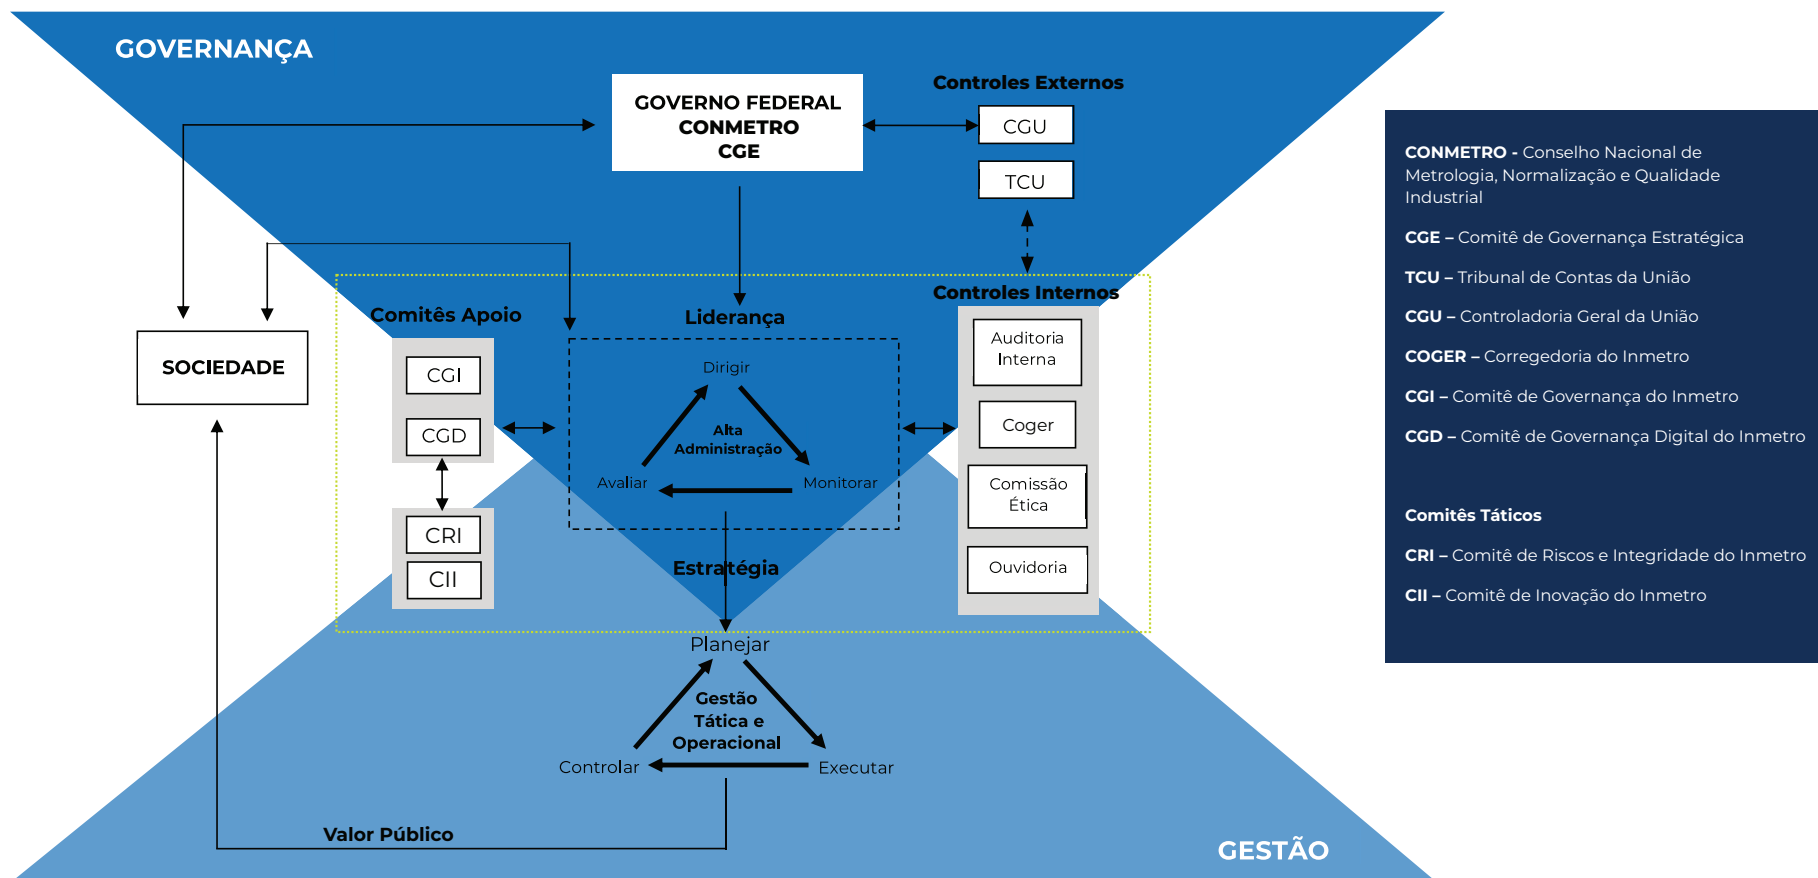 GOVERNANÇA
GOVERNO FEDERAL
CONMETRO
CGE
Controles Externos
CGU
TCU
SOCIEDADE
Comitês Apoio
CGI
CGD
CRI
CII
Liderança
Dirigir
Alta
Administração
Avaliar
Monitorar
Controles Internos
Auditoria
Interna
Coger
Comissão
Ética
Ouvidoria
Estratégia
Planejar
Gestão
Tática e
Operacional
Controlar
Executar
Valor Público
GESTÃO
CONMETRO - Conselho Nacional de
Metrologia, Normalização e Qualidade
Industrial
CGE – Comitê de Governança Estratégica
TCU – Tribunal de Contas da União
CGU – Controladoria Geral da União
COGER – Corregedoria do Inmetro
CGI – Comitê de Governança do Inmetro
CGD – Comitê de Governança Digital do Inmetro
Comitês Táticos
CRI – Comitê de Riscos e Integridade do Inmetro
CII – Comitê de Inovação do Inmetro